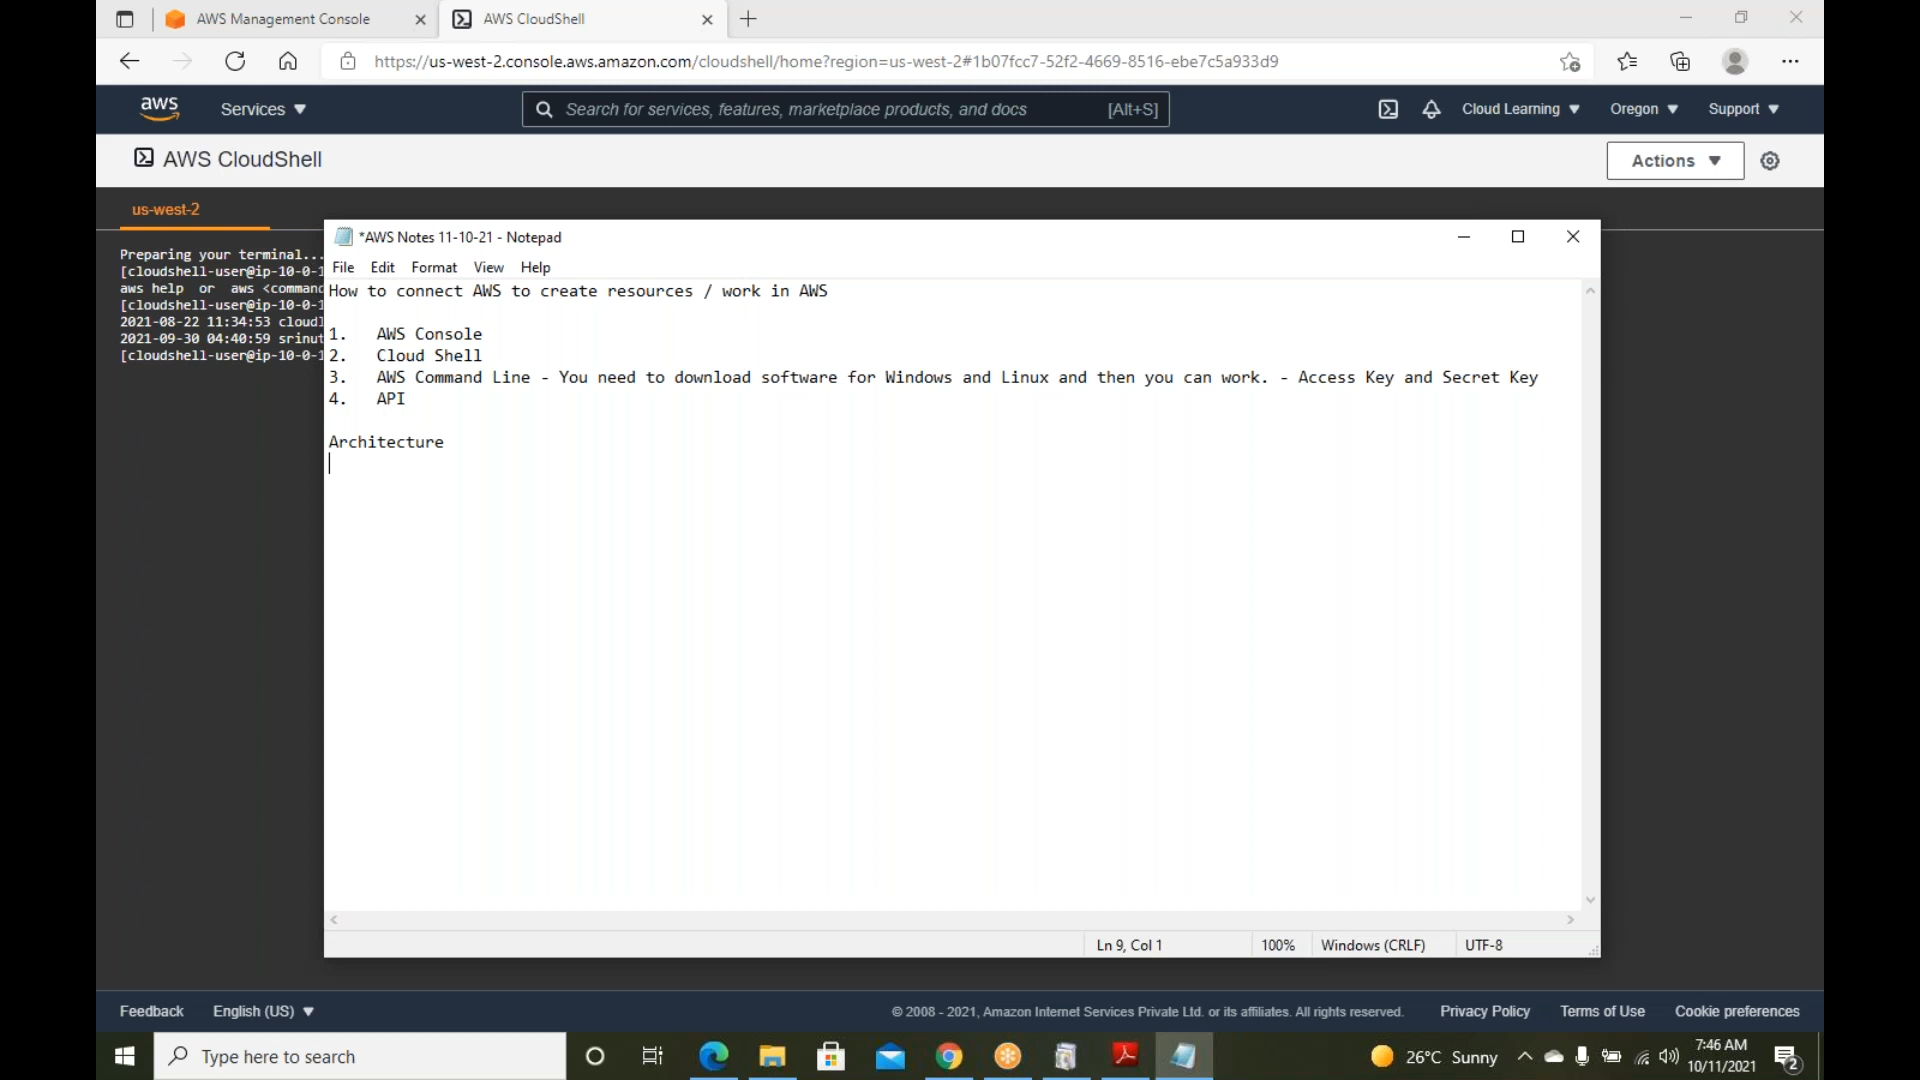 AWS Management Console
AWS CloudShell
https://us-west-2.console.aws.amazon.com/cloudshell/home?region=us-west-2#1b07fcc7-52f2-4669-8516-ebe7c5a933d9
aws
Services
Search for services, features, marketplace products, and docs [Alt+S]
Cloud Learning
Oregon
Support
AWS CloudShell
Actions
us-west-2
Preparing your terminal...
[cloudshell-user@ip-10-0-1
aws help or aws <command
[cloudshell-user@ip-10-0-1
2021-08-22 11:34:53 cloud
2021-09-30 04:40:59 srinut
[cloudshell-user@ip-10-0-1
*AWS Notes 11-10-21 - Notepad
File Edit Format View Help
How to connect AWS to create resources / work in AWS
1. AWS Console
2. Cloud Shell
3. AWS Command Line - You need to download software for Windows and Linux and then you can work. - Access Key and Secret Key
4. API
Architecture
Ln 9, Col 1 100% Windows (CRLF) UTF-8
Feedback English (US) © 2008 - 2021, Amazon Internet Services Private Ltd. or its affiliates. All rights reserved. Privacy Policy Terms of Use Cookie preferences
Type here to search
26°C Sunny
7:46 AM
10/11/2021
2